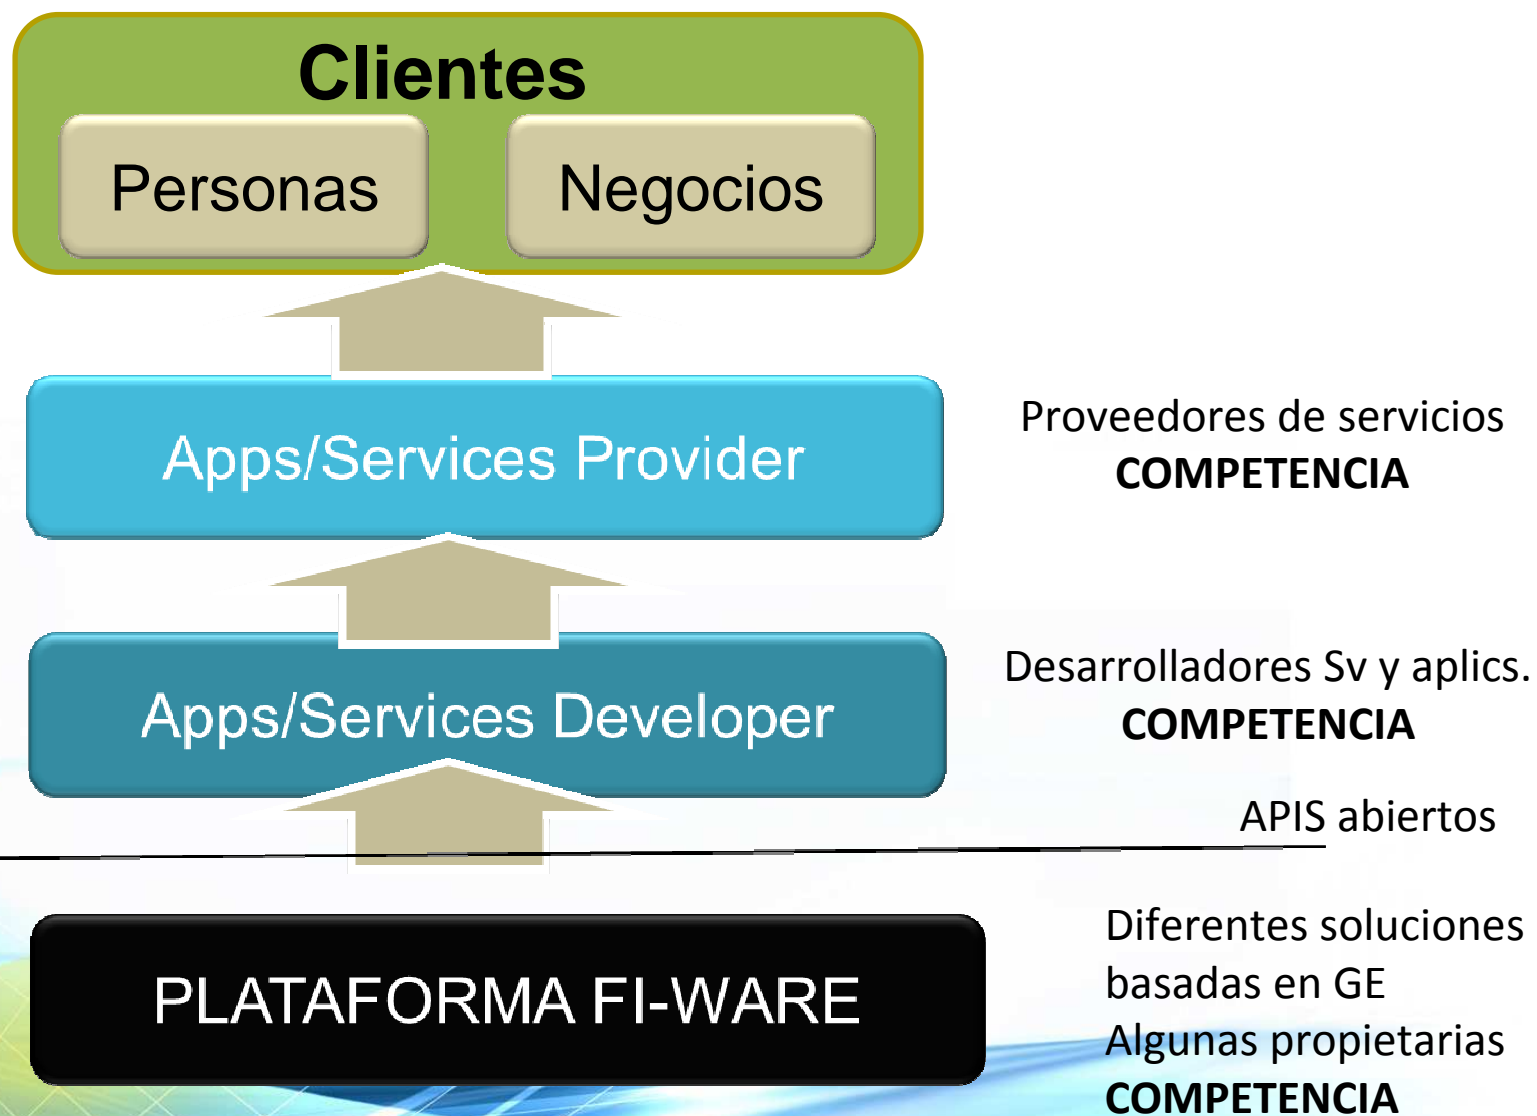 Clientes
Personas
Negocios
Apps/Services Provider
Proveedores de servicios
COMPETENCIA
Apps/Services Developer
Desarrolladores Sv y aplics.
COMPETENCIA
APIS abiertos
PLATAFORMA FI-WARE
Diferentes soluciones
basadas en GE
Algunas propietarias
COMPETENCIA